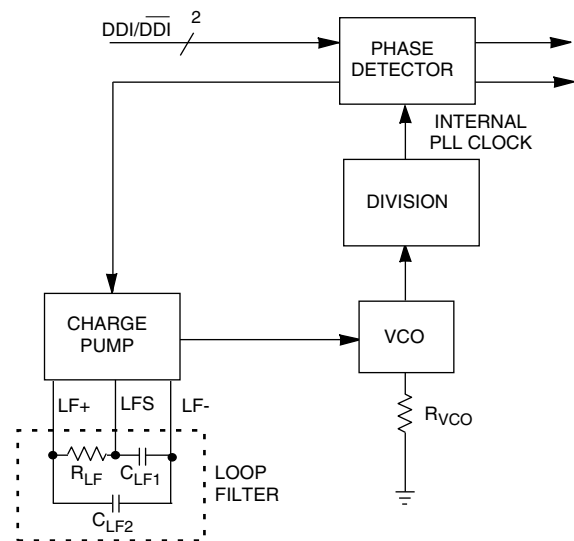 DDI/D̅D̅I̅ 2
PHASE
DETECTOR
INTERNAL
PLL CLOCK
DIVISION
CHARGE
PUMP
VCO
LF+ LFS LF-
RVCO
RLF CLF1
LOOP
FILTER
CLF2